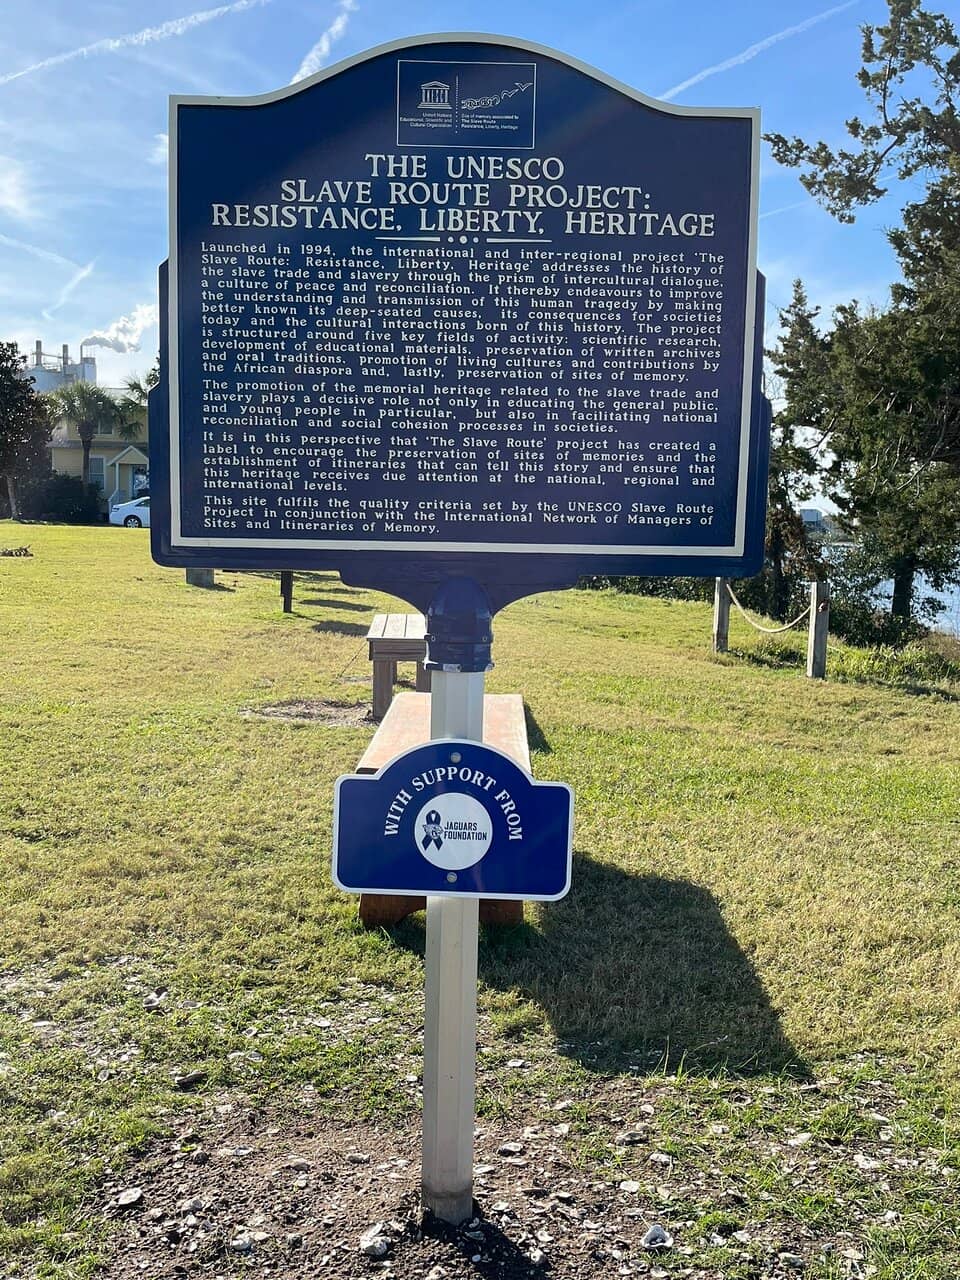 United Nations
Educational, Scientific and
Cultural Organization
Site of memory associated to
The Slave Route
Resistance, Liberty, Heritage
THE UNESCO
SLAVE ROUTE PROJECT:
RESISTANCE, LIBERTY, HERITAGE
Launched in 1994, the international and inter-regional project 'The
Slave Route: Resistance, Liberty, Heritage' addresses the history of
the slave trade and slavery through the prism of intercultural dialogue,
a culture of peace and reconciliation. It thereby endeavours to improve
the understanding and transmission of this human tragedy by making
better known its deep-seated causes, its consequences for societies
today and the cultural interactions born of this history. The project
is structured around five key fields of activity: scientific research,
development of educational materials, preservation of written archives
and oral traditions, promotion of living cultures and contributions by
the African diaspora and, lastly, preservation of sites of memory.
The promotion of the memorial heritage related to the slave trade and
slavery plays a decisive role not only in educating the general public,
and young people in particular, but also in facilitating national
reconciliation and social cohesion processes in societies.
It is in this perspective that 'The Slave Route' project has created a
label to encourage the preservation of sites of memories and the
establishment of itineraries that can tell this story and ensure that
this heritage receives due attention at the national, regional and
international levels.
This site fulfils the quality criteria set by the UNESCO Slave Route
Project in conjunction with the International Network of Managers of
Sites and Itineraries of Memory.
WITH SUPPORT FROM
JAGUARS
FOUNDATION